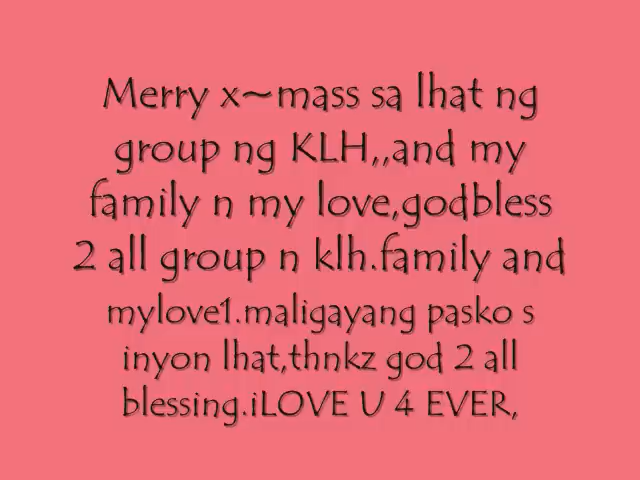 Merry x~mass sa lhat ng
group ng KLH,,and my
family n my love,godbless
2 all group n klh.family and
mylove1.maligayang pasko s
inyon lhat,thnkz god 2 all
blessing.iLOVE U 4 EVER,